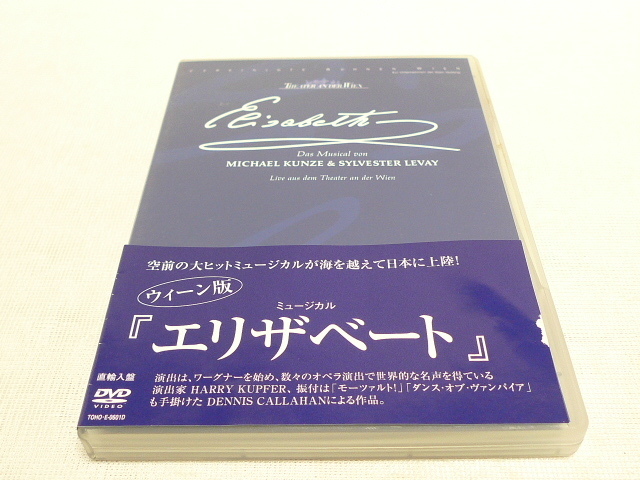 THEATER AN DER WIEN
Elisabeth
Das Musical von
MICHAEL KUNZE & SYLVESTER LEVAY
Live aus dem Theater an der Wien
空前の大ヒットミュージカルが海を越えて日本に上陸!
ウィーン版
ミュージカル
『エリザベート』
直輸入盤
演出は、ワーグナーを始め、数々のオペラ演出で世界的な名声を得ている
演出家 HARRY KUPFER、振付は「モーツァルト!」「ダンス・オブ・ヴァンパイア」
も手掛けた DENNIS CALLAHANによる作品。
DVD
VIDEO
TOHO-E-0601D